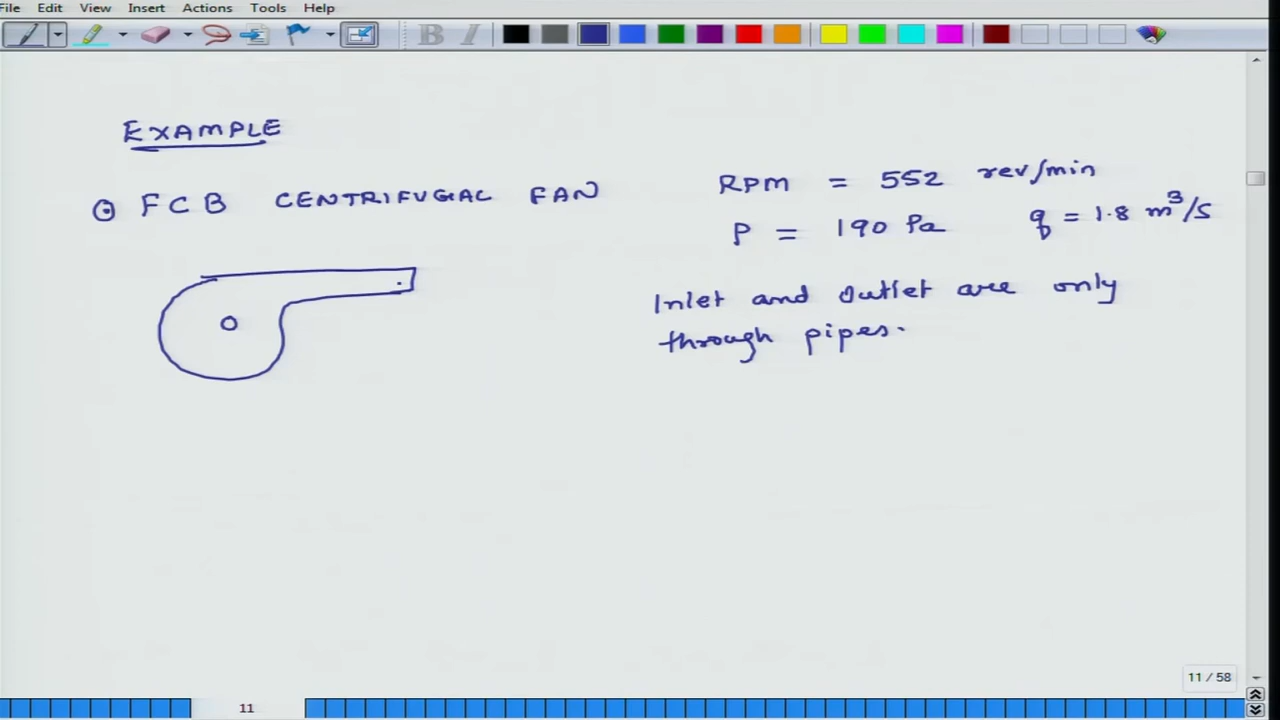 File Edit View Insert Actions Tools Help
B I
EXAMPLE
FCB CENTRIFUGAL FAN
RPM = 552 rev/min
P = 190 Pa q = 1.8 m³/s
Inlet and outlet are only
through pipes.
11 / 58
11